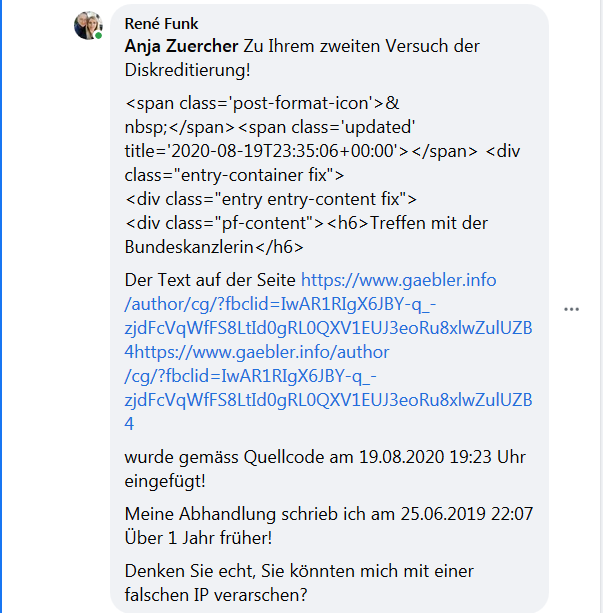 René Funk
Anja Zuercher Zu Ihrem zweiten Versuch der
Diskreditierung!
<span class='post-format-icon'>&
nbsp;</span><span class='updated'
title='2020-08-19T23:35:06+00:00'></span> <div
class="entry-container fix">
<div class="entry entry-content fix">
<div class="pf-content"><h6>Treffen mit der
Bundeskanzlerin</h6>
Der Text auf der Seite https://www.gaebler.info
/author/cg/?fbclid=IwAR1RIgX6JBY-q_-
zjdFcVqWfFS8LtId0gRL0QXV1EUJ3eoRu8xlwZulUZB
4https://www.gaebler.info/author
/cg/?fbclid=IwAR1RIgX6JBY-q_-
zjdFcVqWfFS8LtId0gRL0QXV1EUJ3eoRu8xlwZulUZB
4
wurde gemäss Quellcode am 19.08.2020 19:23 Uhr
eingefügt!
Meine Abhandlung schrieb ich am 25.06.2019 22:07
Über 1 Jahr früher!
Denken Sie echt, Sie könnten mich mit einer
falschen IP verarschen?